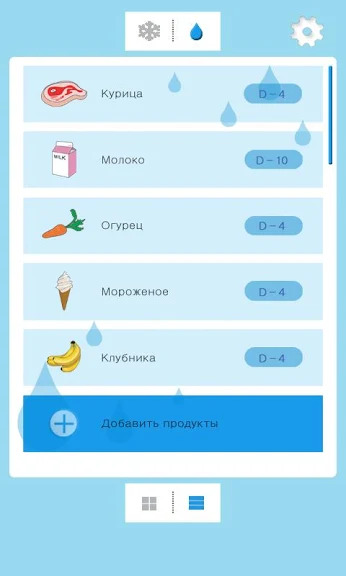 Курица
D-4
MILK
Молоко
D-10
Огурец
D-4
Мороженое
D-4
Клубника
D-4
Добавить продукты